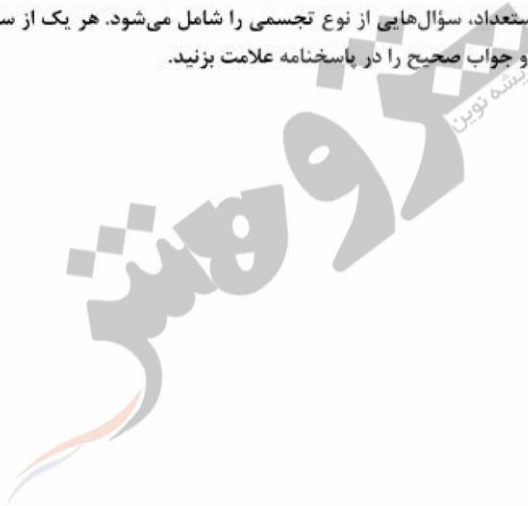 ستعداد، سؤال‌هایی از نوع تجسمی را شامل می‌شود. هر یک از س
و جواب صحیح را در پاسخنامه علامت بزنید.
پژوهش